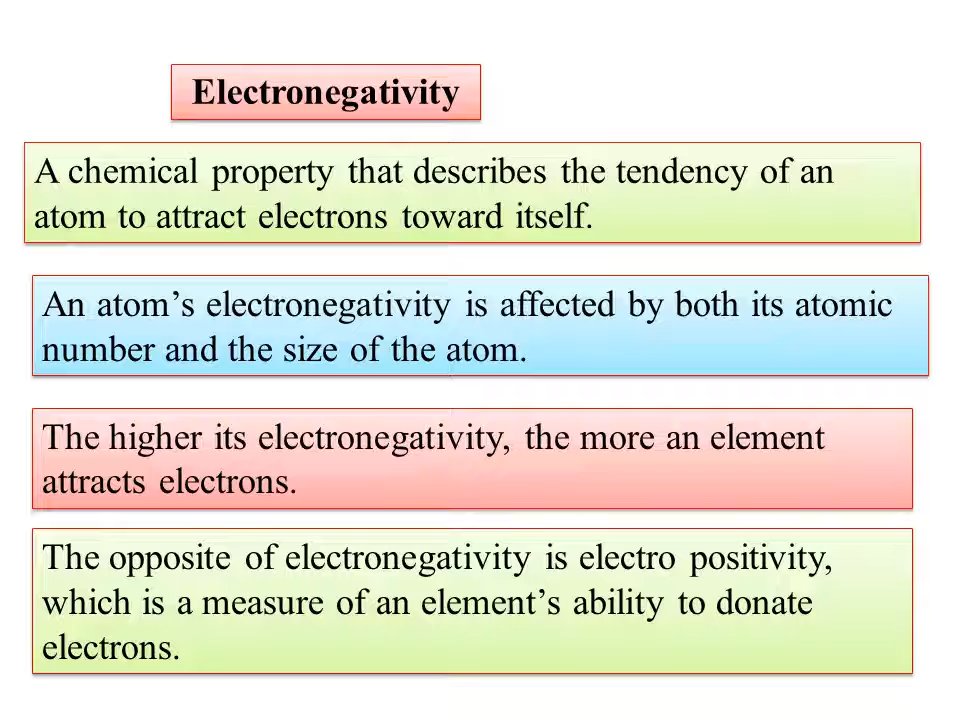 Electronegativity
A chemical property that describes the tendency of an
atom to attract electrons toward itself.
An atom’s electronegativity is affected by both its atomic
number and the size of the atom.
The higher its electronegativity, the more an element
attracts electrons.
The opposite of electronegativity is electro positivity,
which is a measure of an element’s ability to donate
electrons.